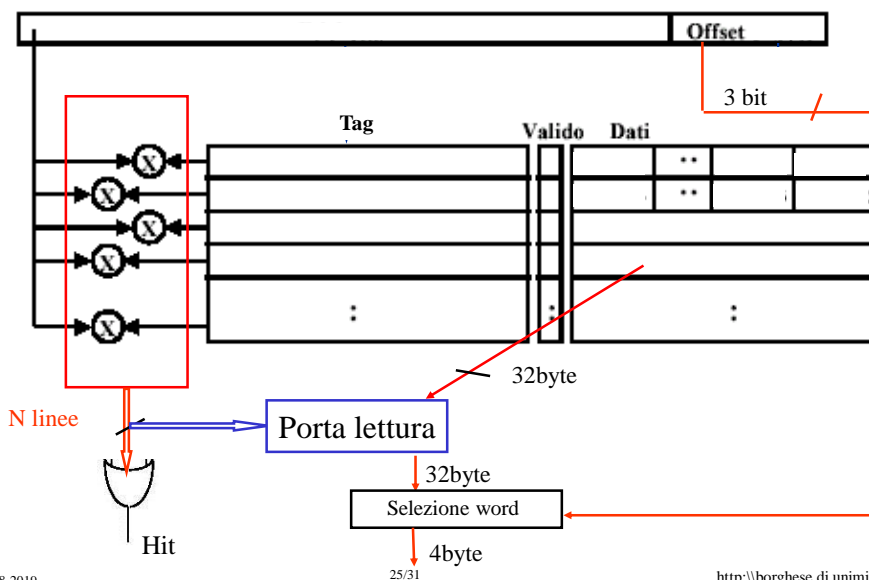 Offset
3 bit
Tag
Valido Dati
X
X
X
X
X
32byte
N linee
Porta lettura
32byte
Selezione word
Hit
4byte
25/31
http:\\borghese.di.unimi